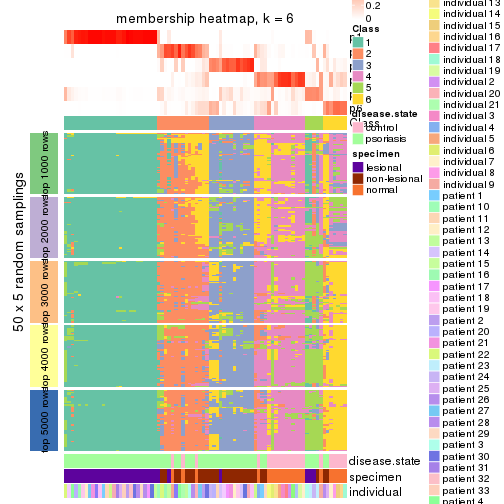 membership heatmap, k = 6
0.2
0
Class
1
2
3
4
5
6
disease.state
control
psoriasis
specimen
lesional
non-lesional
normal
Class
50 x 5 random samplings
top 1000 rows
top 2000 rows
top 3000 rows
top 4000 rows
top 5000 rows
disease.state
specimen
individual
individual 13
individual 14
individual 15
individual 16
individual 17
individual 18
individual 19
individual 2
individual 20
individual 21
individual 3
individual 4
individual 5
individual 6
individual 7
individual 8
individual 9
patient 1
patient 10
patient 11
patient 12
patient 13
patient 14
patient 15
patient 16
patient 17
patient 18
patient 19
patient 2
patient 20
patient 21
patient 22
patient 23
patient 24
patient 25
patient 26
patient 27
patient 28
patient 29
patient 3
patient 30
patient 31
patient 32
patient 33
patient 4